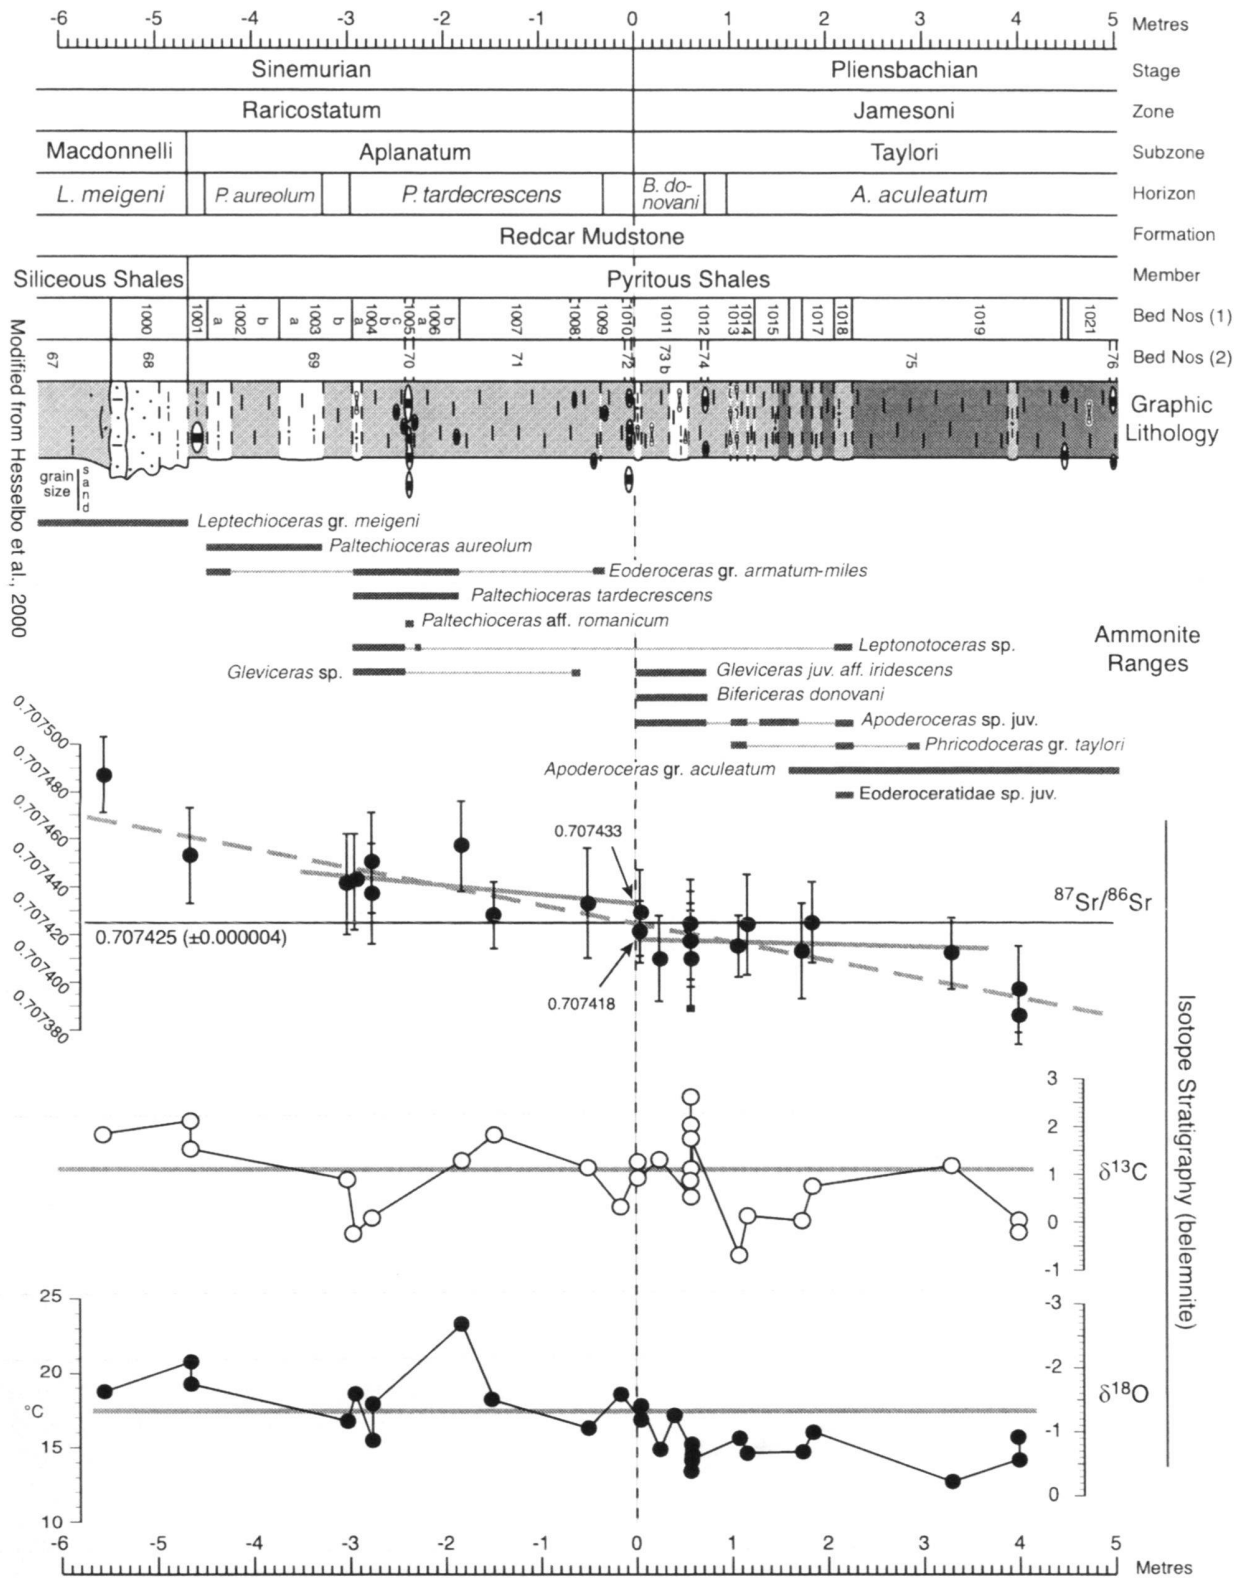 -6 -5 -4 -3 -2 -1 0 1 2 3 4 5 Metres
Sinemurian Pliensbachian Stage
Raricostatum Jamesoni Zone
Macdonnelli Aplanatum Taylori Subzone
L. meigeni P. aureolum P. tardecrescens B. do-novani A. aculeatum Horizon
Redcar Mudstone Formation
Siliceous Shales Pyritous Shales Member
1000 1001 1002 a b 1003 a b 1004 a b c 1005 1006 a b 1007 1008 1009 1010 1011 1012 1013 1014 1015 1017 1018 1019 1021 Bed Nos (1)
67 68 69 70 71 72 73 b 74 75 76 Bed Nos (2)
Graphic
Lithology
grain
size
sand
Modified from Hesselbo et al., 2000
Leptechioceras gr. meigeni
Paltechioceras aureolum
Eoderoceras gr. armatum-miles
Paltechioceras tardecrescens
Paltechioceras aff. romanicum
Leptonotoceras sp.
Ammonite
Ranges
Gleviceras sp. Gleviceras juv. aff. iridescens
Bifericeras donovani
Apoderoceras sp. juv.
Phricodoceras gr. taylori
Apoderoceras gr. aculeatum
Eoderoceratidae sp. juv.
0.707500
0.707480
0.707460
0.707440
0.707420
0.707400
0.707380
0.707433
87Sr/86Sr
0.707425 (±0.000004)
0.707418
Isotope Stratigraphy (belemnite)
3
2
1
0
-1
δ13C
25
20
°C
15
10
-3
-2
-1
0
δ18O
-6 -5 -4 -3 -2 -1 0 1 2 3 4 5 Metres